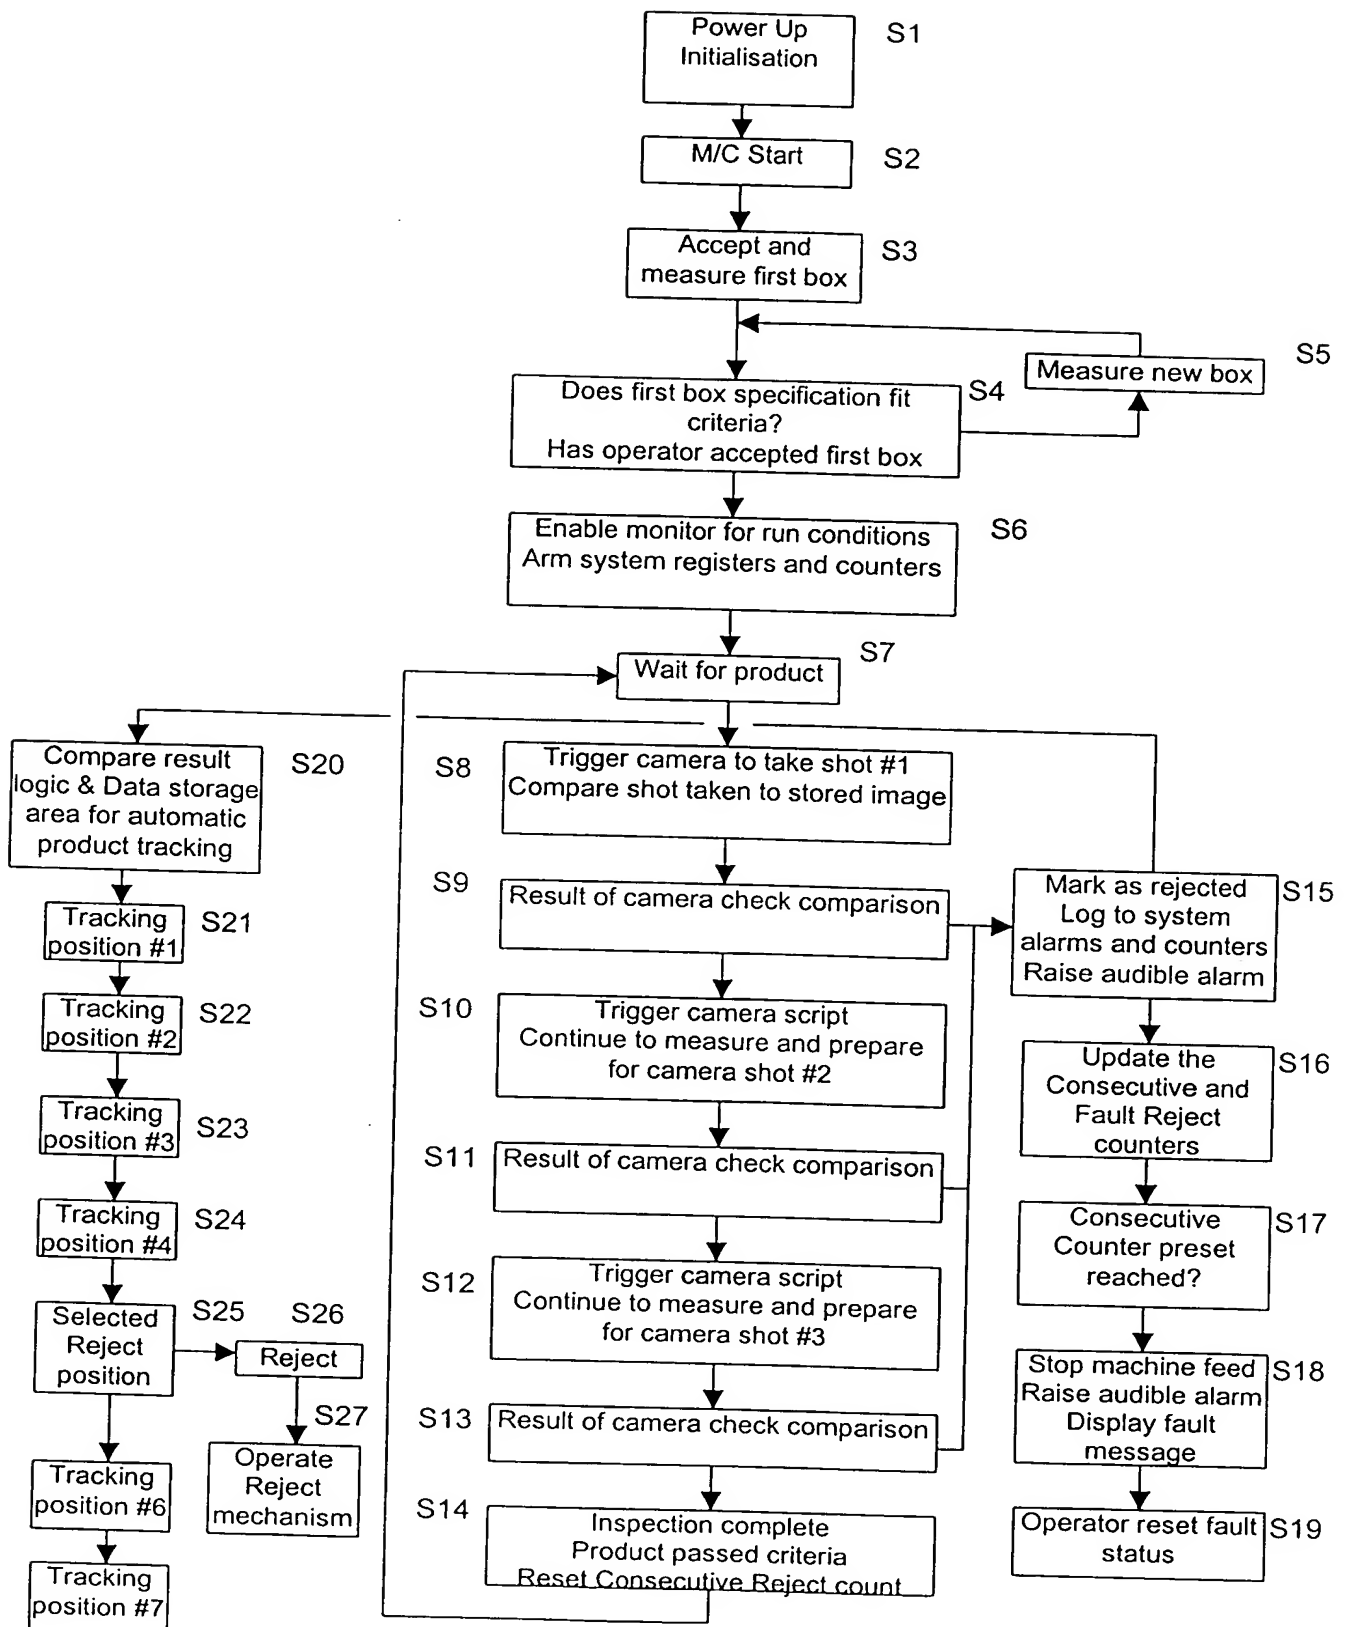 Power Up
Initialisation
S1
M/C Start
S2
Accept and
measure first box
S3
S5
Measure new box
Does first box specification fit
criteria?
Has operator accepted first box
S4
Enable monitor for run conditions
Arm system registers and counters
S6
Wait for product
S7
Compare result
logic & Data storage
area for automatic
product tracking
S20
S8
Trigger camera to take shot #1
Compare shot taken to stored image
S9
Result of camera check comparison
Mark as rejected
Log to system
alarms and counters
Raise audible alarm
S15
Tracking
position #1
S21
Tracking
position #2
S22
S10
Trigger camera script
Continue to measure and prepare
for camera shot #2
Update the
Consecutive and
Fault Reject
counters
S16
Tracking
position #3
S23
S11
Result of camera check comparison
Tracking
position #4
S24
Consecutive
Counter preset
reached?
S17
S12
Trigger camera script
Continue to measure and prepare
for camera shot #3
Selected
Reject
position
S25
S26
Reject
Stop machine feed
Raise audible alarm
Display fault
message
S18
S27
Operate
Reject
mechanism
S13
Result of camera check comparison
Tracking
position #6
S14
Inspection complete
Product passed criteria
Reset Consecutive Reject count
Operator reset fault
status
S19
Tracking
position #7